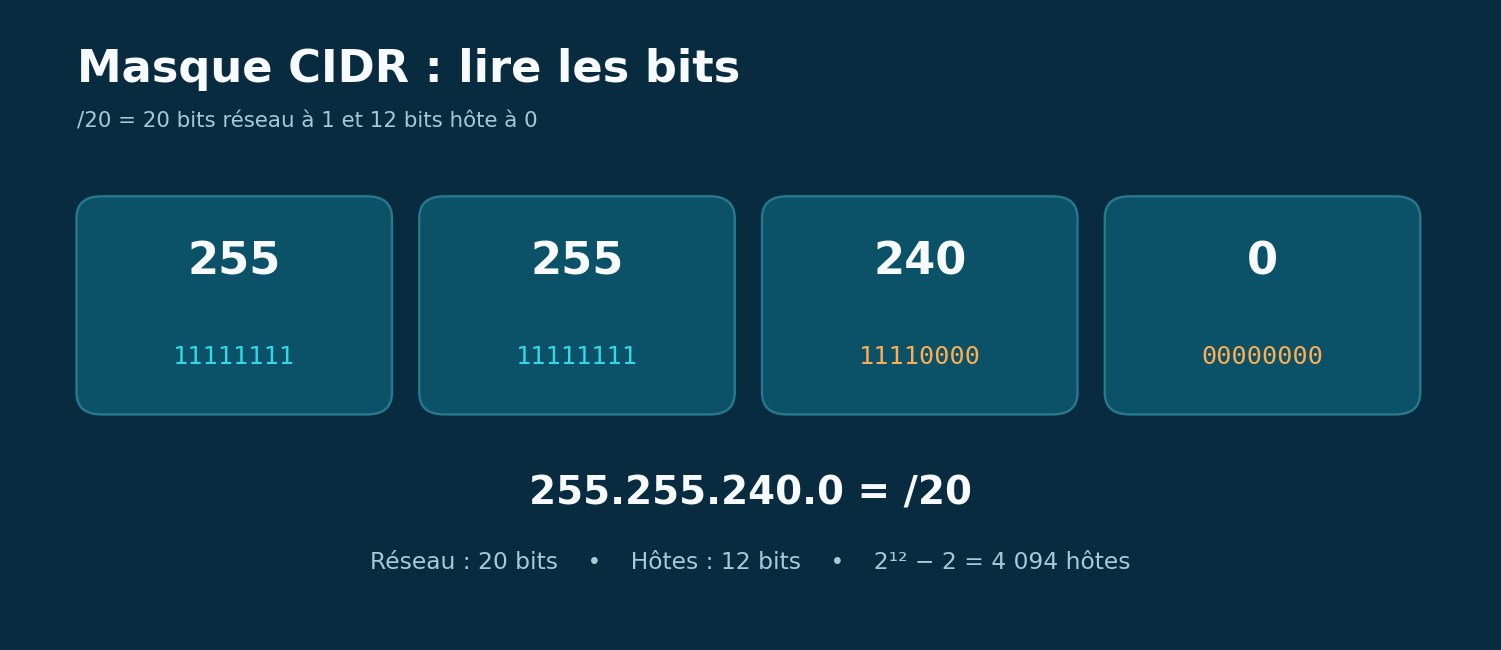 Masque CIDR : lire les bits
/20 = 20 bits réseau à 1 et 12 bits hôte à 0
255 255 240 0
11111111 11111111 11110000 00000000
255.255.240.0 = /20
Réseau : 20 bits • Hôtes : 12 bits • 2¹² − 2 = 4 094 hôtes